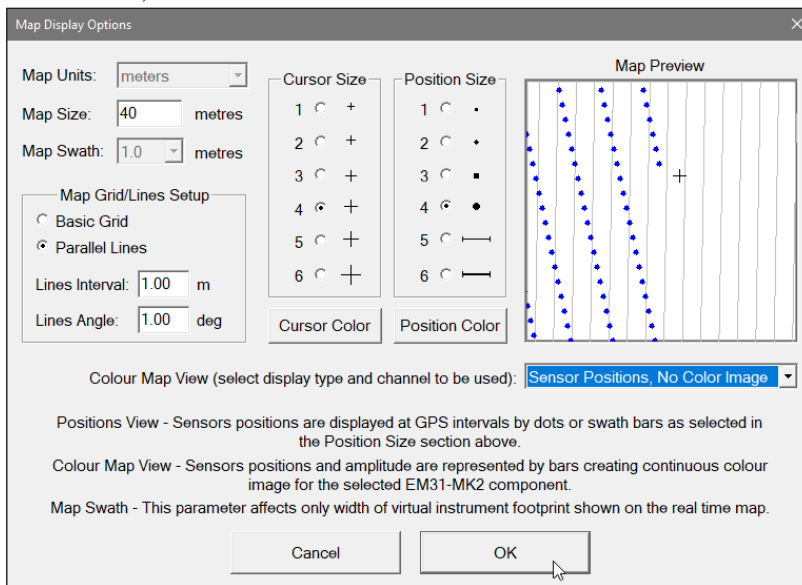 Map Display Options
Map Units: meters
Map Size: 40 metres
Map Swath: 1.0 metres
Map Grid/Lines Setup
Basic Grid
Parallel Lines
Lines Interval: 1.00 m
Lines Angle: 1.00 deg
Cursor Size
1
2
3
4
5
6
Cursor Color
Position Size
1
2
3
4
5
6
Position Color
Map Preview
Colour Map View (select display type and channel to be used): Sensor Positions, No Color Image
Positions View - Sensors positions are displayed at GPS intervals by dots or swath bars as selected in
the Position Size section above.
Colour Map View - Sensors positions and amplitude are represented by bars creating continuous colour
image for the selected EM31-MK2 component.
Map Swath - This parameter affects only width of virtual instrument footprint shown on the real time map.
Cancel
OK